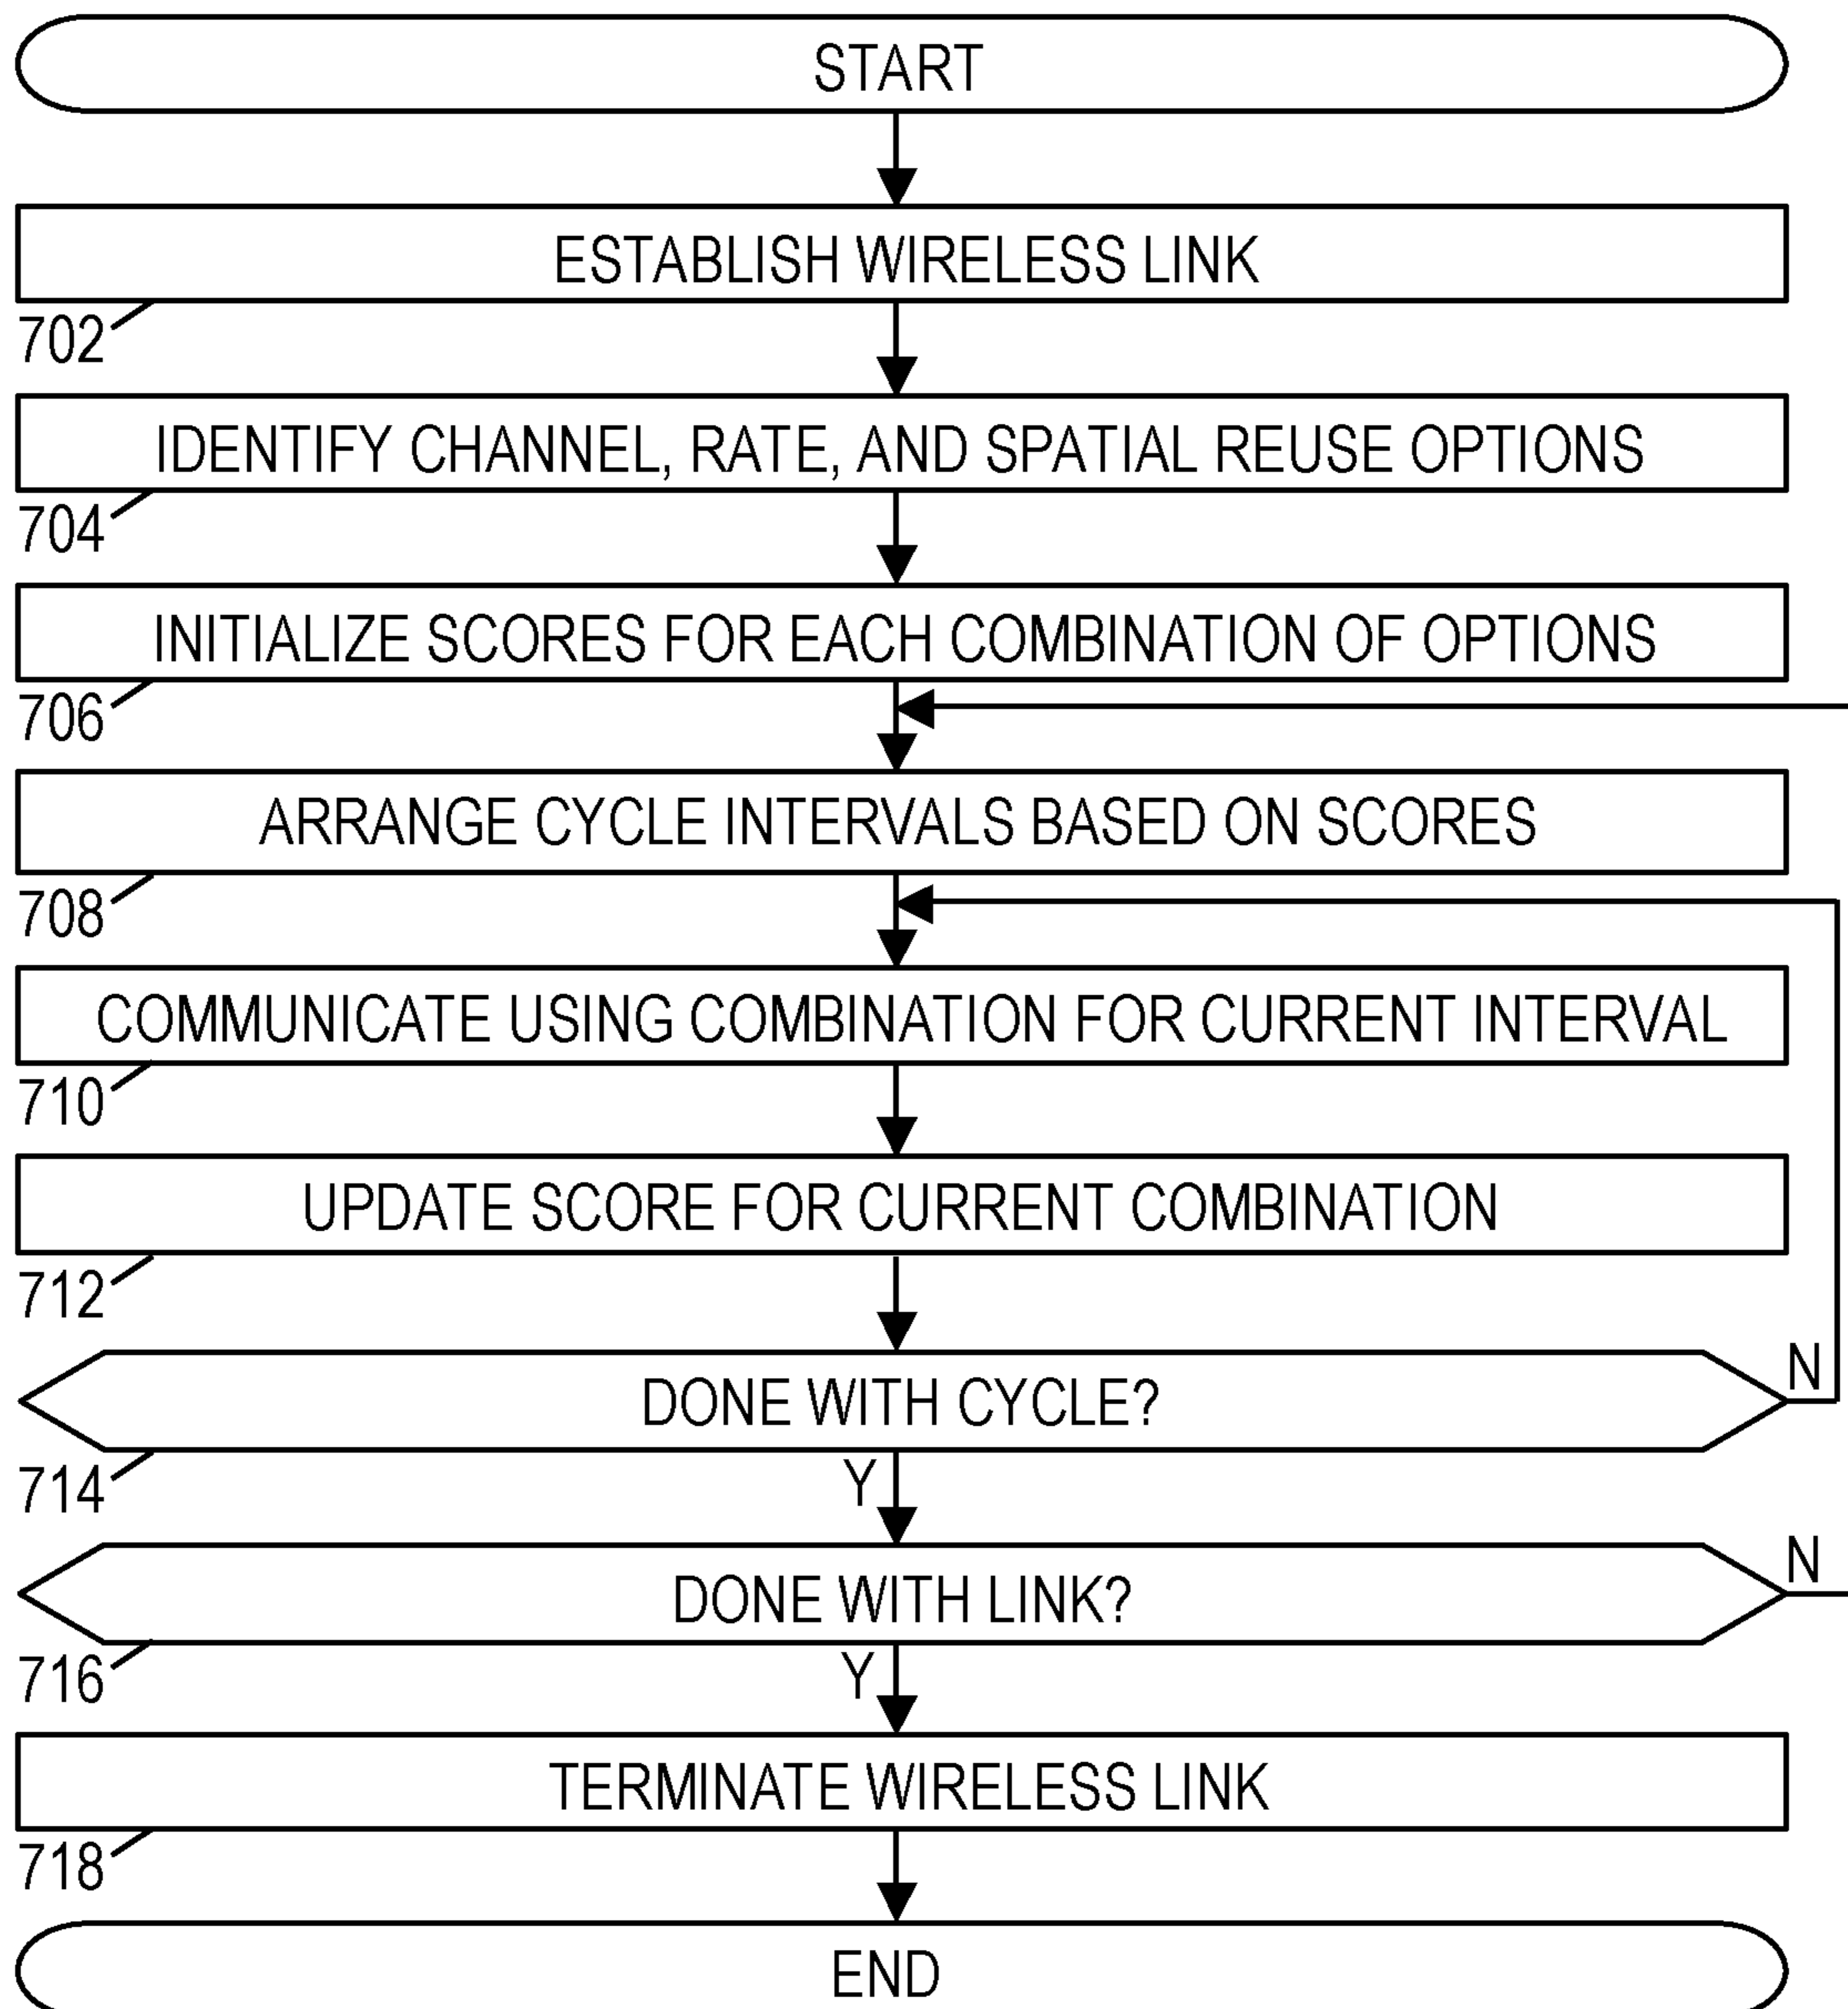 START
ESTABLISH WIRELESS LINK
702
IDENTIFY CHANNEL, RATE, AND SPATIAL REUSE OPTIONS
704
INITIALIZE SCORES FOR EACH COMBINATION OF OPTIONS
706
ARRANGE CYCLE INTERVALS BASED ON SCORES
708
COMMUNICATE USING COMBINATION FOR CURRENT INTERVAL
710
UPDATE SCORE FOR CURRENT COMBINATION
712
DONE WITH CYCLE?
N
714
Y
DONE WITH LINK?
N
716
Y
TERMINATE WIRELESS LINK
718
END